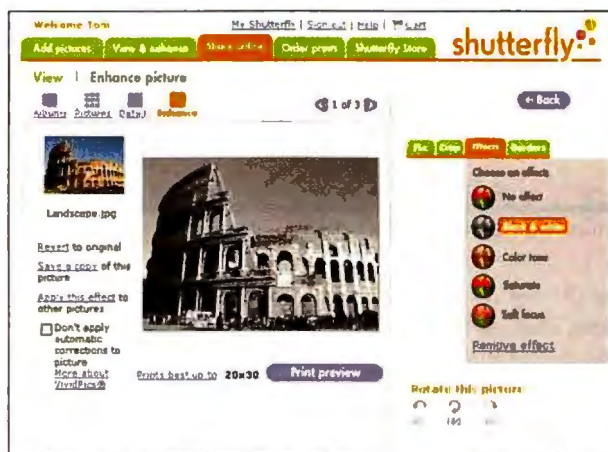 Welcome Tom
My Shutterfly | Sign out | Help | Cart
Add pictures View & enhance Share online Order prints Shutterfly Store
shutterfly
View | Enhance picture
Albums Pictures Detail Enhance
1 of 3
Back
Fix Crop Effects Borders
Choose an effect:
No effect
Black & white
Color tone
Saturate
Soft focus
Remove effect
Landscape.jpg
Revert to original
Save a copy of this
picture
Apply this effect to
other pictures
Don't apply
automatic
corrections to
picture
More about
VividPics®
Prints best up to 20x30 Print preview
Rotate this picture
180